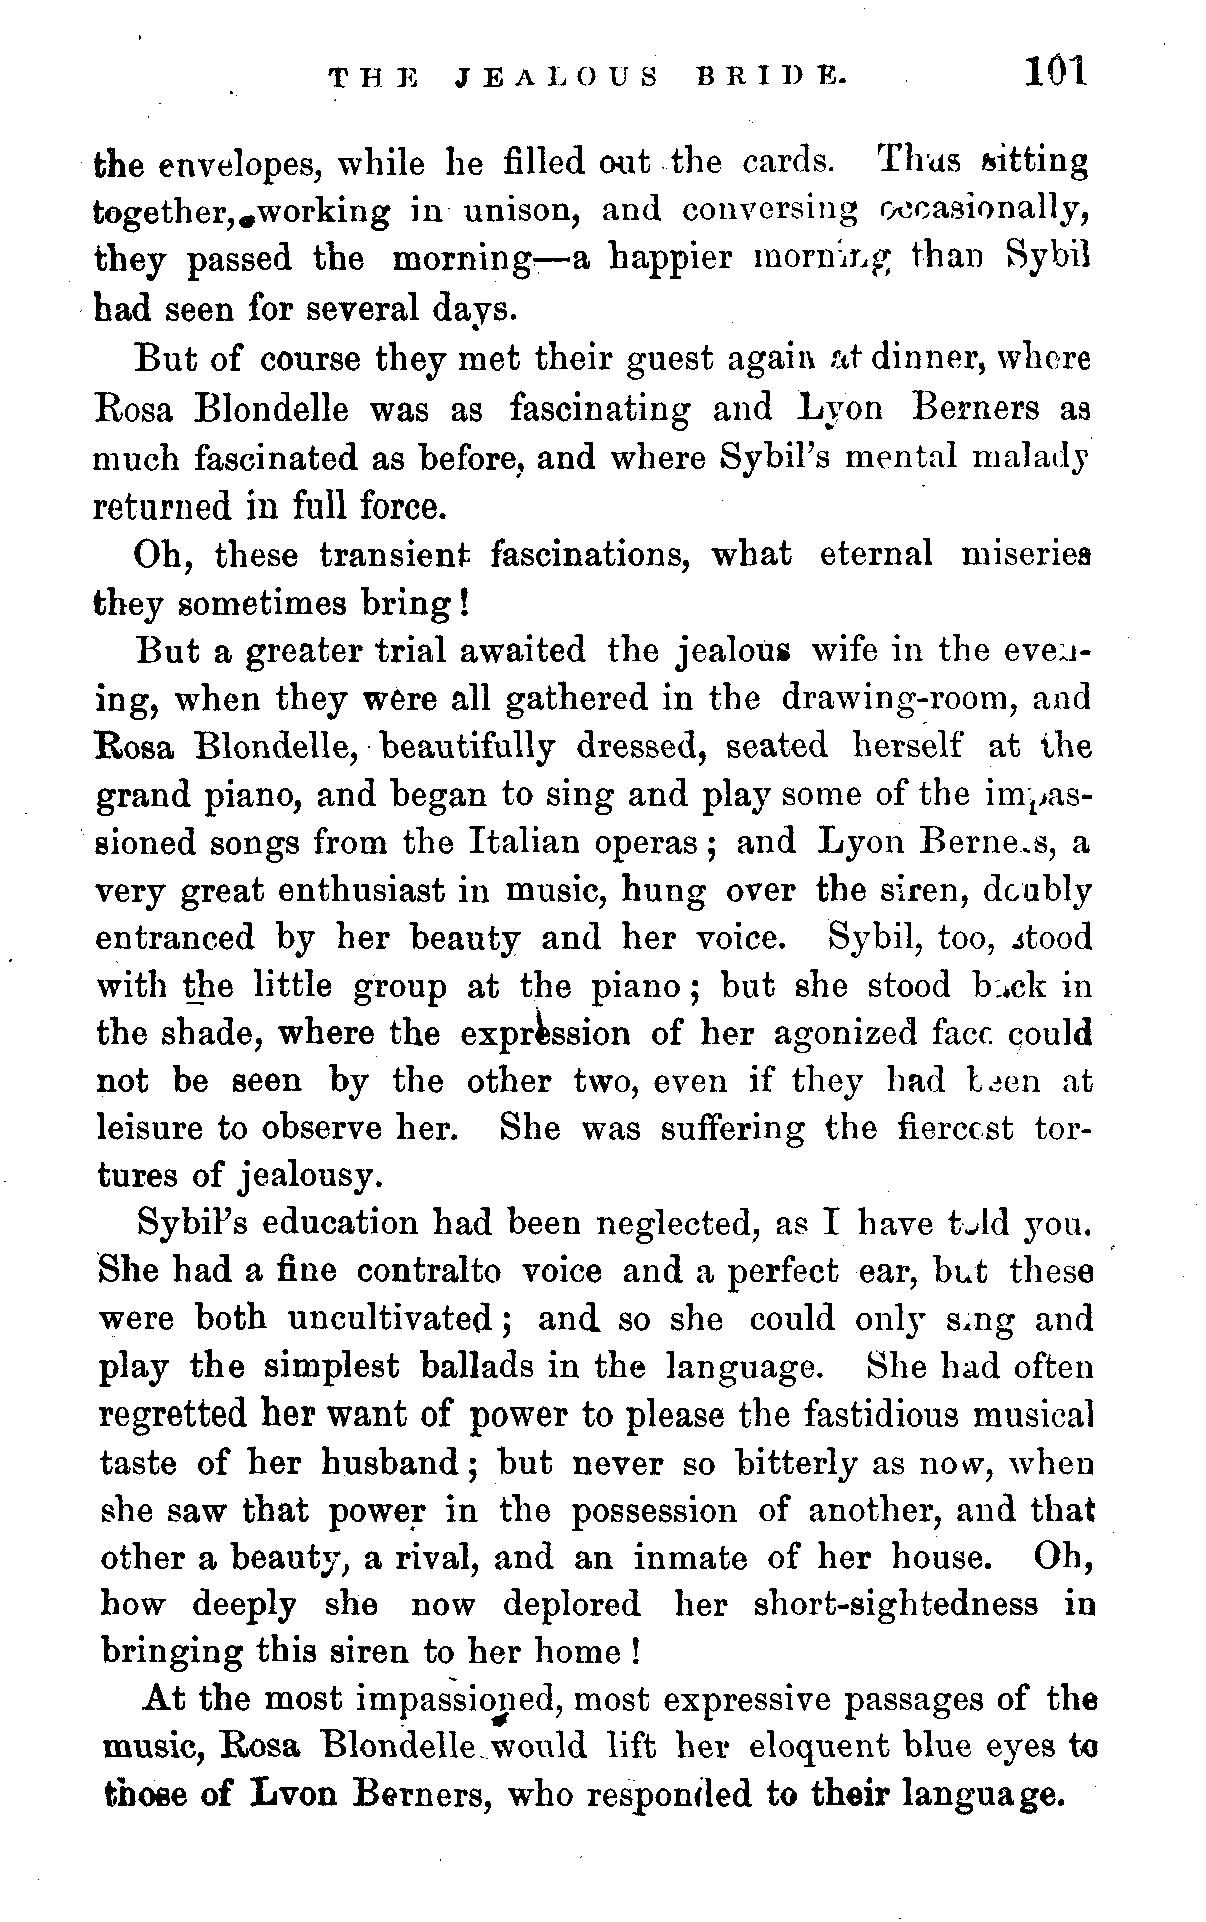 THE JEALOUS BRIDE. 101
the envelopes, while he filled out the cards. Thus sitting
together, working in unison, and conversing occasionally,
they passed the morning—a happier morning than Sybil
had seen for several days.
But of course they met their guest again at dinner, where
Rosa Blondelle was as fascinating and Lyon Berners as
much fascinated as before, and where Sybil's mental malady
returned in full force.
Oh, these transient fascinations, what eternal miseries
they sometimes bring!
But a greater trial awaited the jealous wife in the even-
ing, when they were all gathered in the drawing-room, and
Rosa Blondelle, beautifully dressed, seated herself at the
grand piano, and began to sing and play some of the impas-
sioned songs from the Italian operas; and Lyon Berners, a
very great enthusiast in music, hung over the siren, doubly
entranced by her beauty and her voice. Sybil, too, stood
with the little group at the piano; but she stood back in
the shade, where the expression of her agonized face could
not be seen by the other two, even if they had been at
leisure to observe her. She was suffering the fiercest tor-
tures of jealousy.
Sybil's education had been neglected, as I have told you.
She had a fine contralto voice and a perfect ear, but these
were both uncultivated; and so she could only sing and
play the simplest ballads in the language. She had often
regretted her want of power to please the fastidious musical
taste of her husband; but never so bitterly as now, when
she saw that power in the possession of another, and that
other a beauty, a rival, and an inmate of her house. Oh,
how deeply she now deplored her short-sightedness in
bringing this siren to her home!
At the most impassioned, most expressive passages of the
music, Rosa Blondelle would lift her eloquent blue eyes to
those of Lyon Berners, who responded to their language.